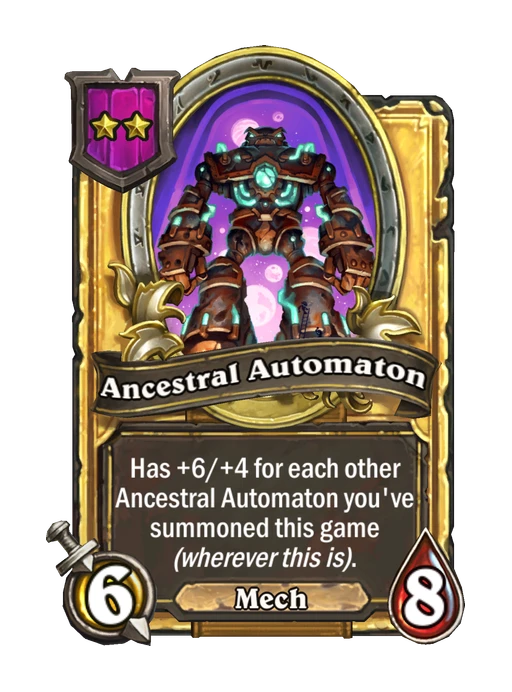 Ancestral Automaton
Has +6/+4 for each other
Ancestral Automaton you've
summoned this game
(wherever this is).
6
Mech
8